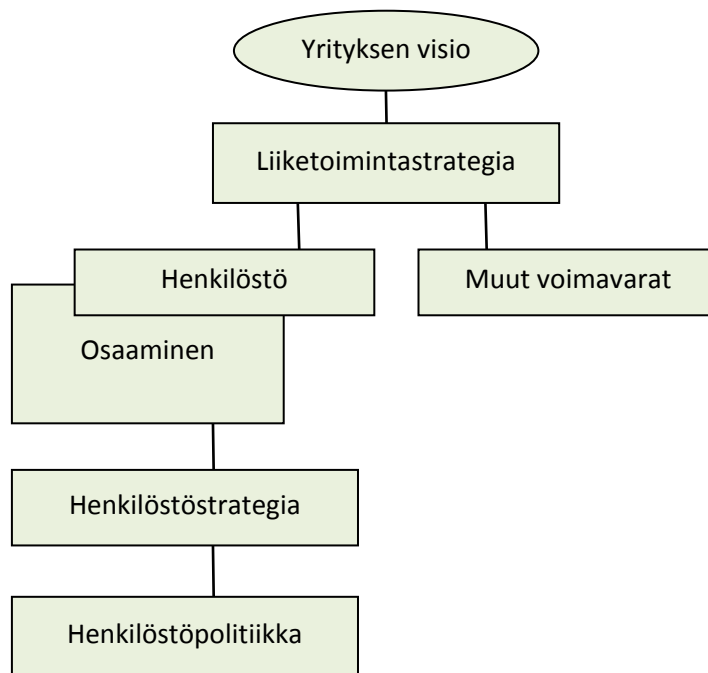 Yrityksen visio
Liiketoimintastrategia
Henkilöstö
Muut voimavarat
Osaaminen
Henkilöstöstrategia
Henkilöstöpolitiikka